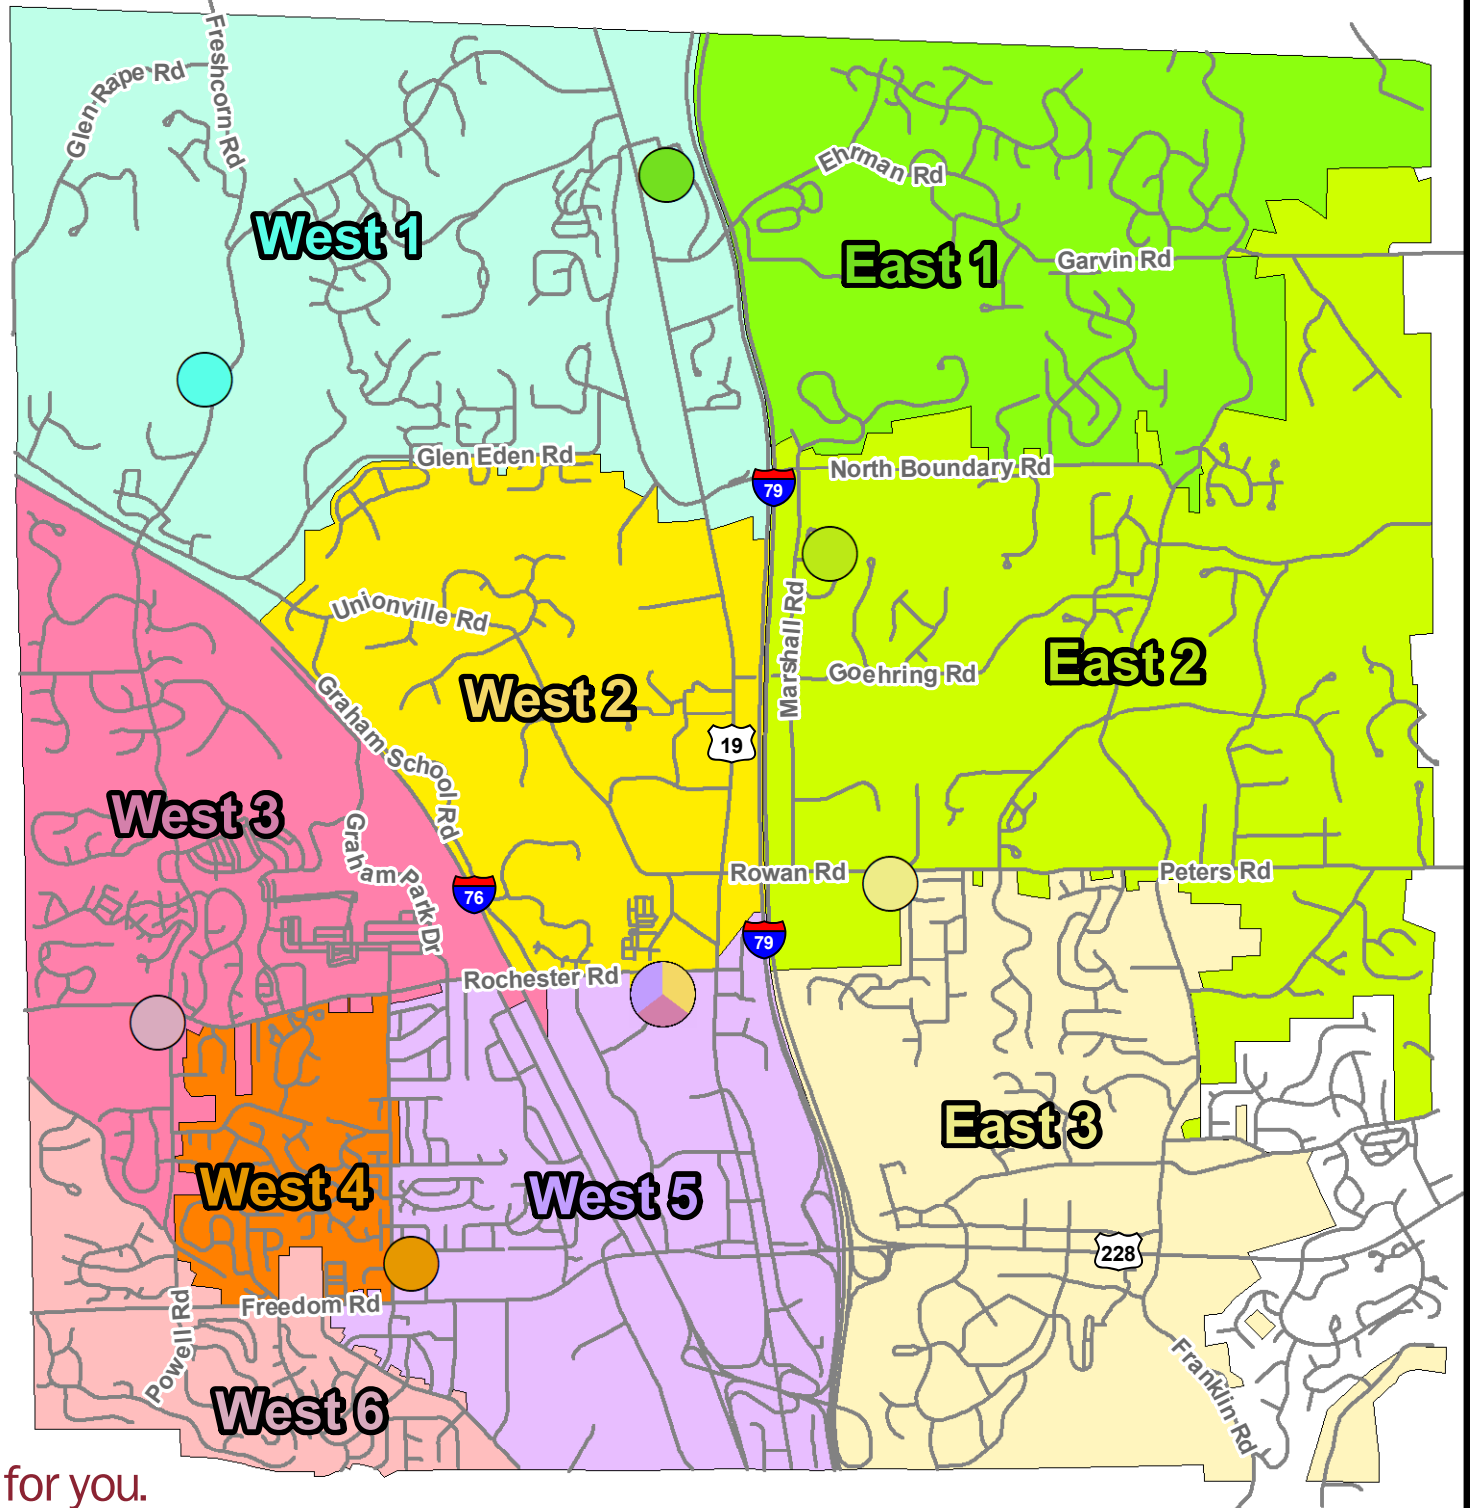 Freshcorn Rd
Glen Rape Rd
Ehrman Rd
West 1
East 1
Garvin Rd
Glen Eden Rd
North Boundary Rd
79
Unionville Rd
Marshall Rd
East 2
Goehring Rd
West 2
Graham School Rd
19
West 3
Graham Park Dr
Rowan Rd
Peters Rd
76
79
Rochester Rd
East 3
West 4
West 5
228
Freedom Rd
Powell Rd
Franklin Rd
West 6
for you.